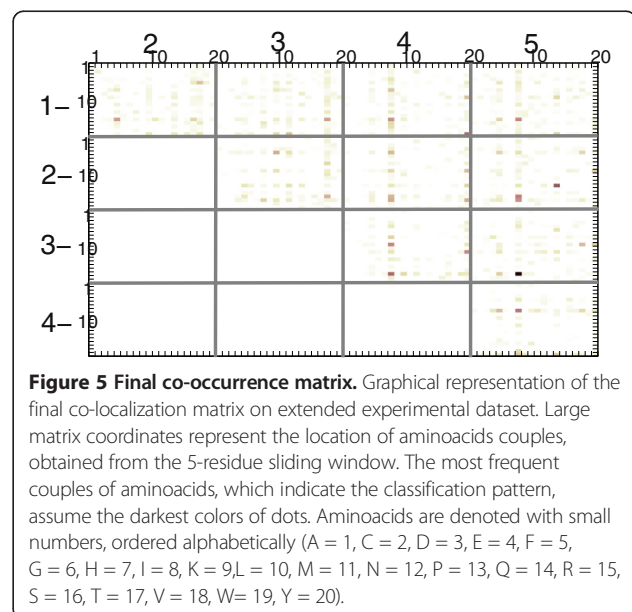 2 3 4 5
1 10 20 10 20 10 20 10 20
1
1– 10
1
2– 10
1
3– 10
1
4– 10
Figure 5 Final co-occurrence matrix. Graphical representation of the
final co-localization matrix on extended experimental dataset. Large
matrix coordinates represent the location of aminoacids couples,
obtained from the 5-residue sliding window. The most frequent
couples of aminoacids, which indicate the classification pattern,
assume the darkest colors of dots. Aminoacids are denoted with small
numbers, ordered alphabetically (A = 1, C = 2, D = 3, E = 4, F = 5,
G = 6, H = 7, I = 8, K = 9,L = 10, M = 11, N = 12, P = 13, Q = 14, R = 15,
S = 16, T = 17, V = 18, W= 19, Y = 20).